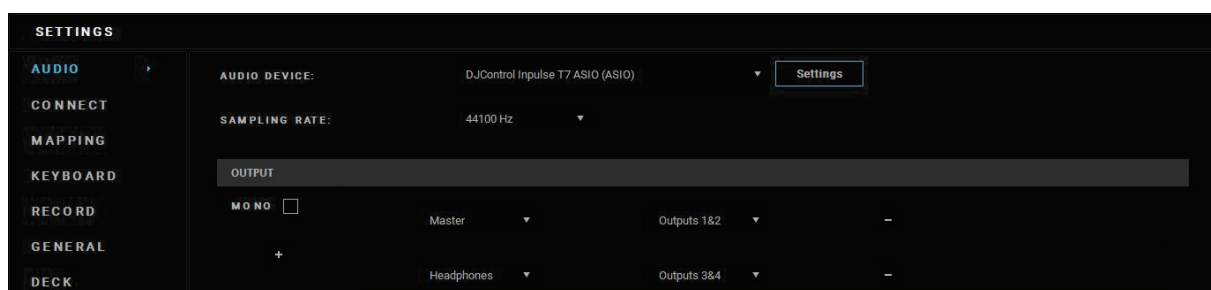 SETTINGS
AUDIO
CONNECT
MAPPING
KEYBOARD
RECORD
GENERAL
DECK
AUDIO DEVICE: DJControl Inpulse T7 ASIO (ASIO) Settings
SAMPLING RATE: 44100 Hz
OUTPUT
MONO
Master Outputs 1&2 −
+
Headphones Outputs 3&4 −